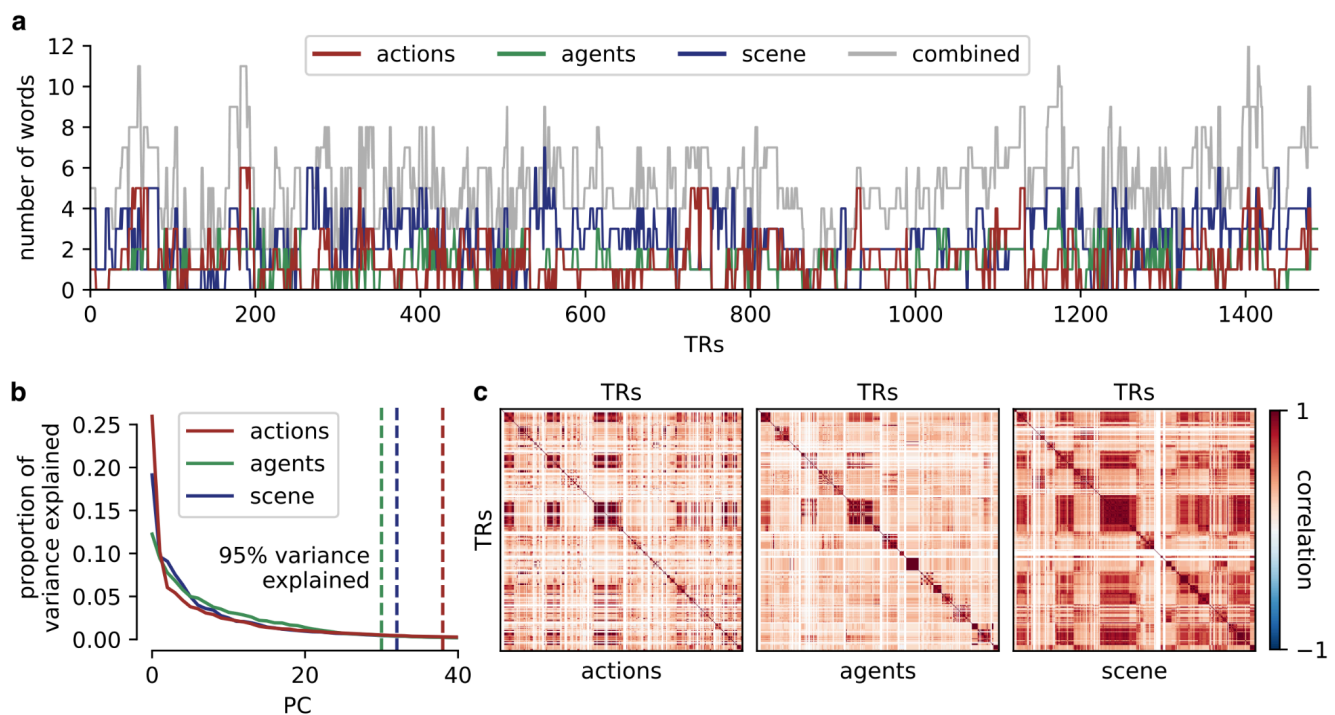 a
12
10
8
6
4
2
0
number of words
actions agents scene combined
0 200 400 600 800 1000 1200 1400
TRs
b
0.25
0.20
0.15
0.10
0.05
0.00
proportion of
variance explained
actions
agents
scene
95% variance
explained
0 20 40
PC
c
TRs TRs TRs
TRs
actions agents scene
1
correlation
−1